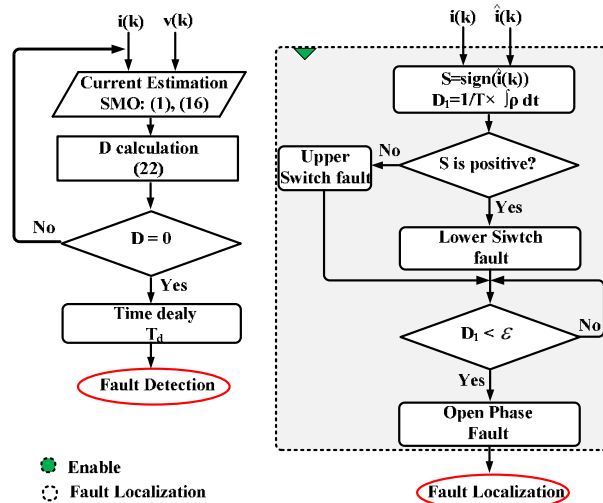 i(k) v(k)
Current Estimation
SMO: (1), (16)
D calculation
(22)
No
D = 0
Yes
Time dealy
T_d
Fault Detection
Enable
Fault Localization
i(k) î(k)
S=sign(î(k))
D₁=1/T× ∫ρ̂ dt
No
S is positive?
Upper
Switch fault
Yes
Lower Siwtch
fault
D₁ < ε
No
Yes
Open Phase
Fault
Fault Localization